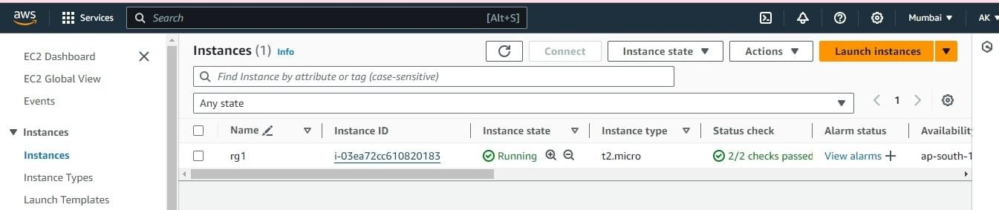 aws Services Search [Alt+S] Mumbai AK
EC2 Dashboard
EC2 Global View
Events
Instances
Instances
Instance Types
Launch Templates
Instances (1) Info Connect Instance state Actions Launch instances
Find Instance by attribute or tag (case-sensitive)
Any state 1
Name Instance ID Instance state Instance type Status check Alarm status Availability
rg1 i-03ea72cc610820183 Running t2.micro 2/2 checks passed View alarms + ap-south-1